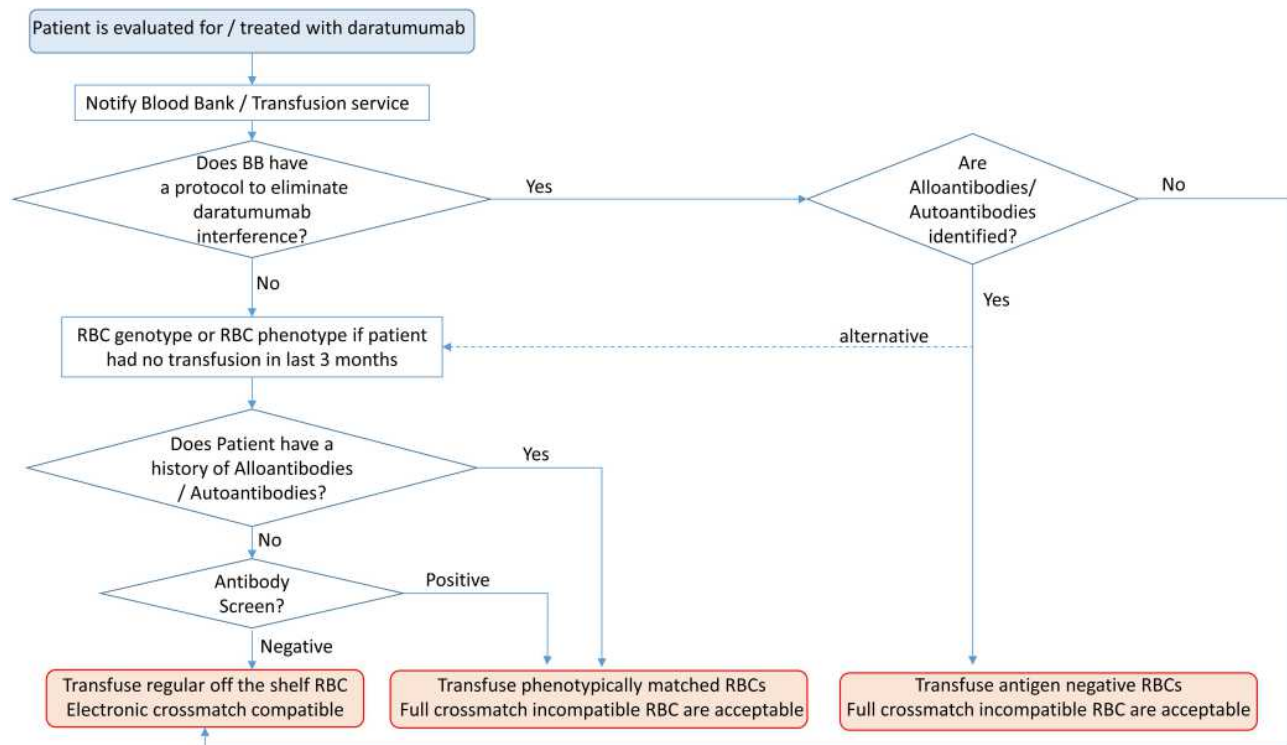 Patient is evaluated for / treated with daratumumab
Notify Blood Bank / Transfusion service
Does BB have
a protocol to eliminate
daratumumab
interference?
Yes
Are
Alloantibodies/
Autoantibodies
identified?
No
No
Yes
RBC genotype or RBC phenotype if patient
had no transfusion in last 3 months
alternative
Does Patient have a
history of Alloantibodies
/ Autoantibodies?
Yes
No
Antibody
Screen?
Positive
Negative
Transfuse regular off the shelf RBC
Electronic crossmatch compatible
Transfuse phenotypically matched RBCs
Full crossmatch incompatible RBC are acceptable
Transfuse antigen negative RBCs
Full crossmatch incompatible RBC are acceptable